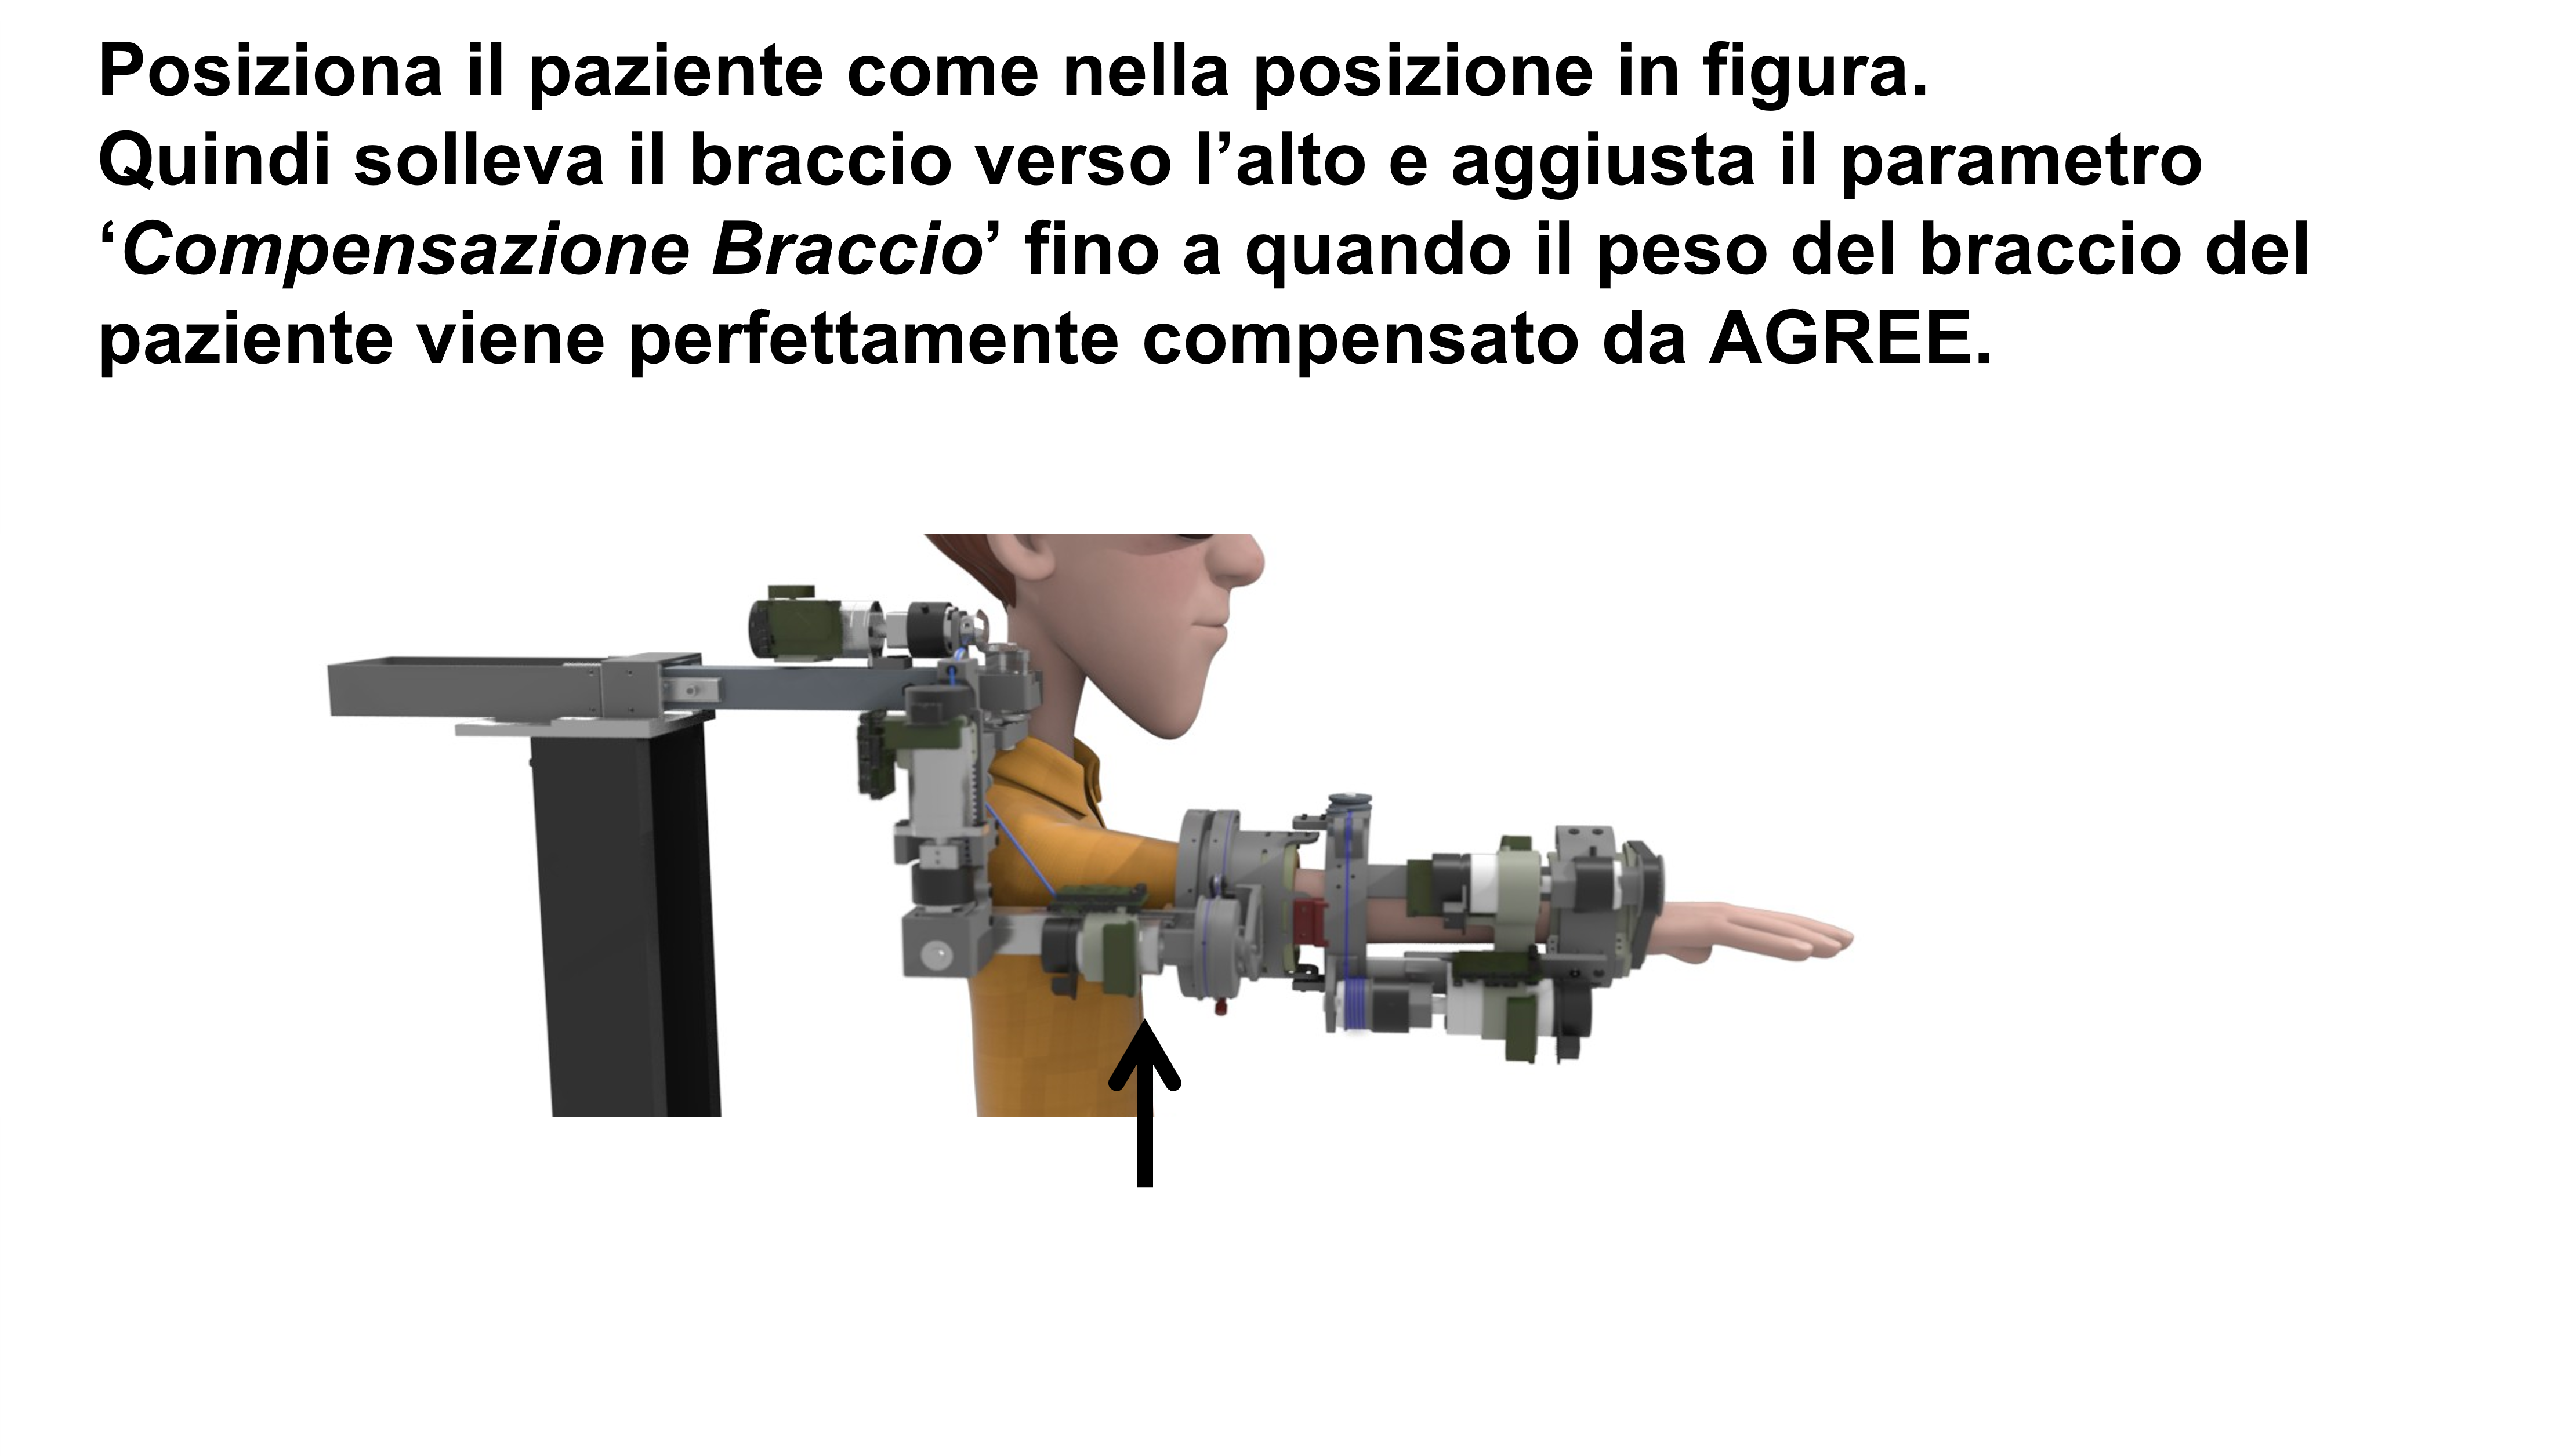 Posiziona il paziente come nella posizione in figura.
Quindi solleva il braccio verso l’alto e aggiusta il parametro
‘Compensazione Braccio’ fino a quando il peso del braccio del
paziente viene perfettamente compensato da AGREE.